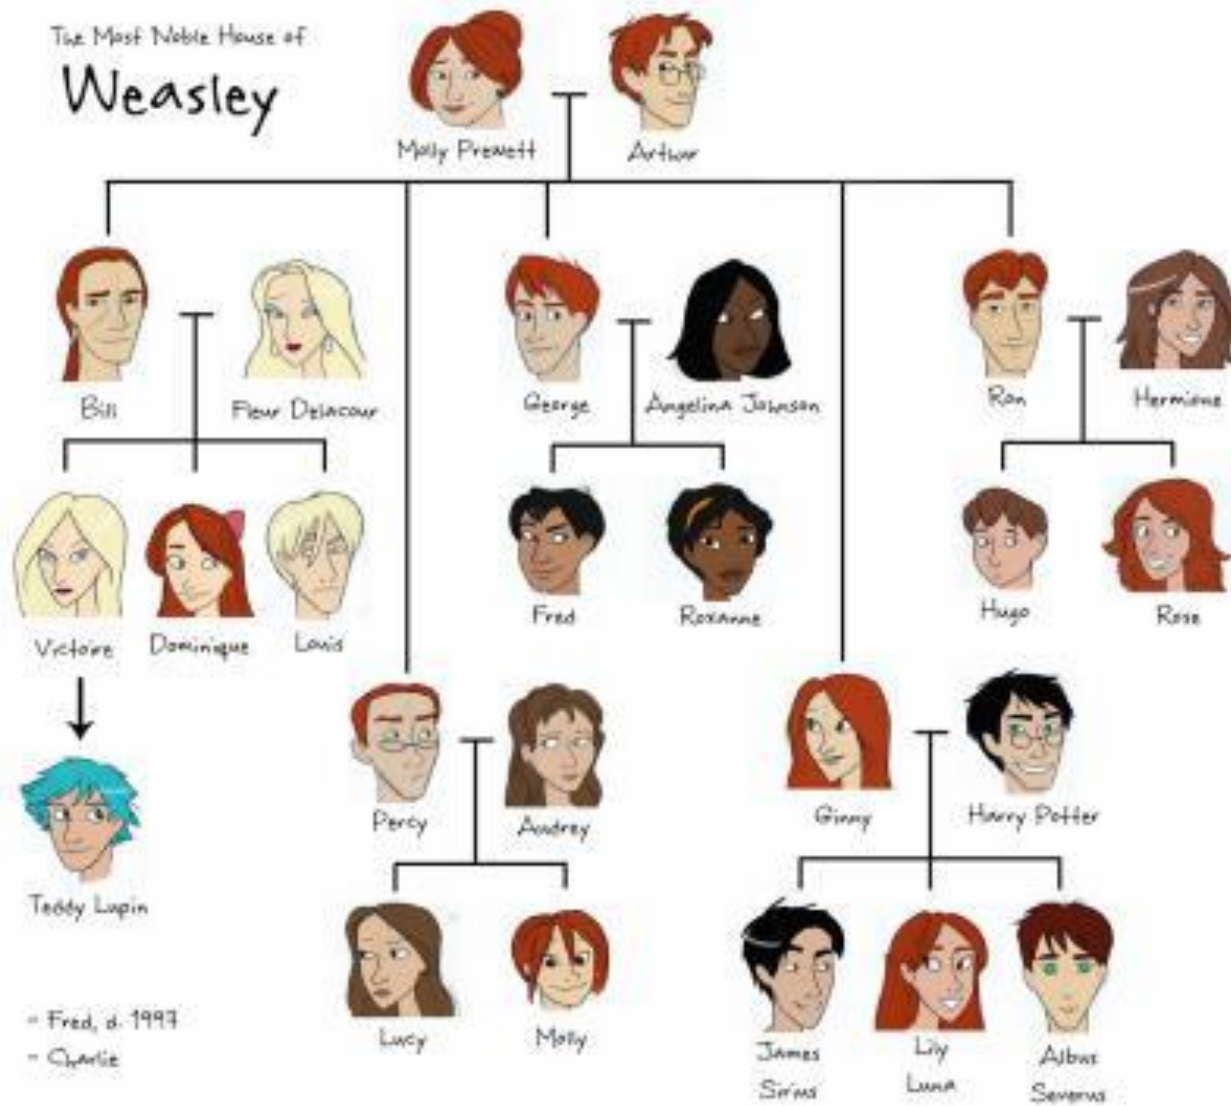 The Most Noble House of
Weasley
Molly Prewett
Arthur
Bill
Fleur Delacour
George
Angelina Johnson
Ron
Hermione
Victoire
Dominique
Louis
Fred
Roxanne
Hugo
Rose
Teddy Lupin
Percy
Audrey
Ginny
Harry Potter
Lucy
Molly
James
Sirius
Lily
Luna
Albus
Severus
- Fred, d. 1997
- Charlie